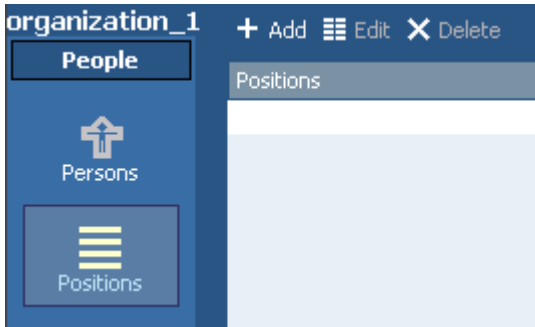 organization_1
People
Persons
Positions
Add Edit Delete
Positions